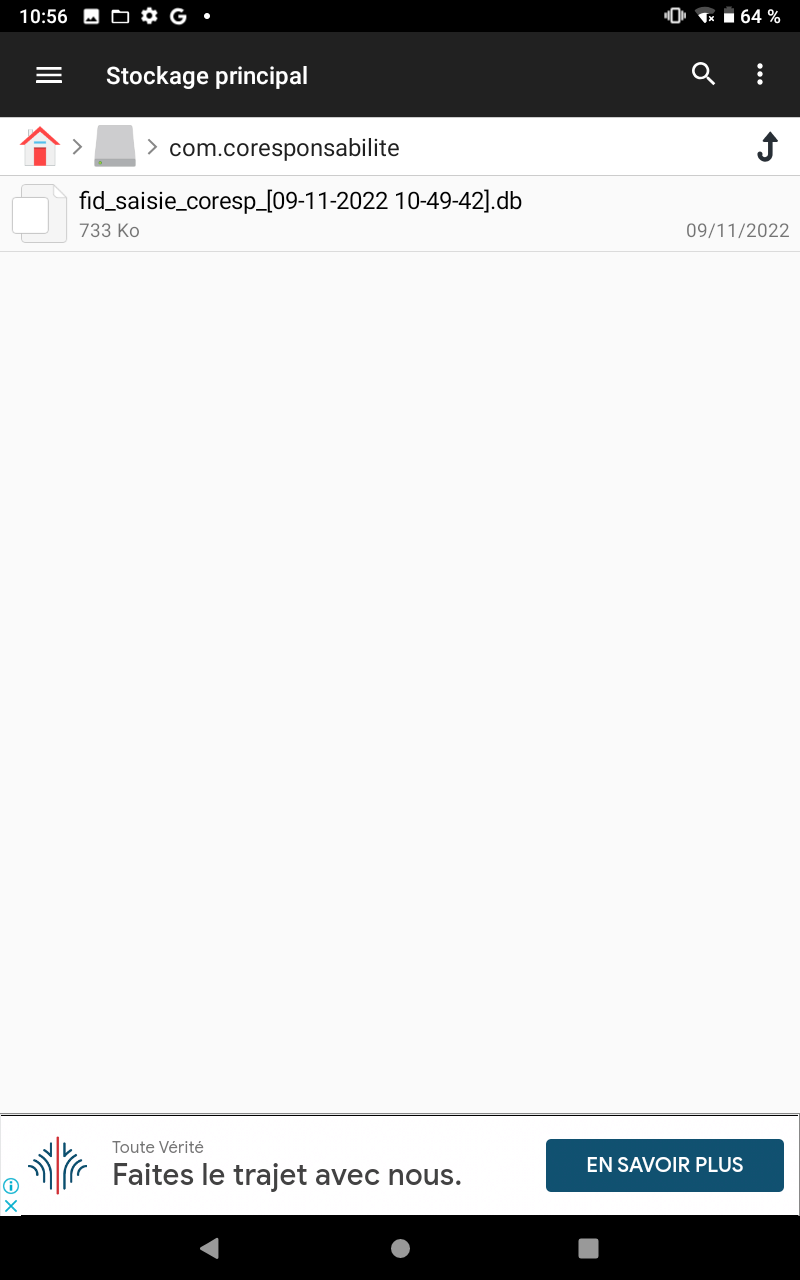 10:56 64 %
Stockage principal
com.coresponsabilite
fid_saisie_coresp_[09-11-2022 10-49-42].db
733 Ko 09/11/2022
Toute Vérité
Faites le trajet avec nous.
EN SAVOIR PLUS